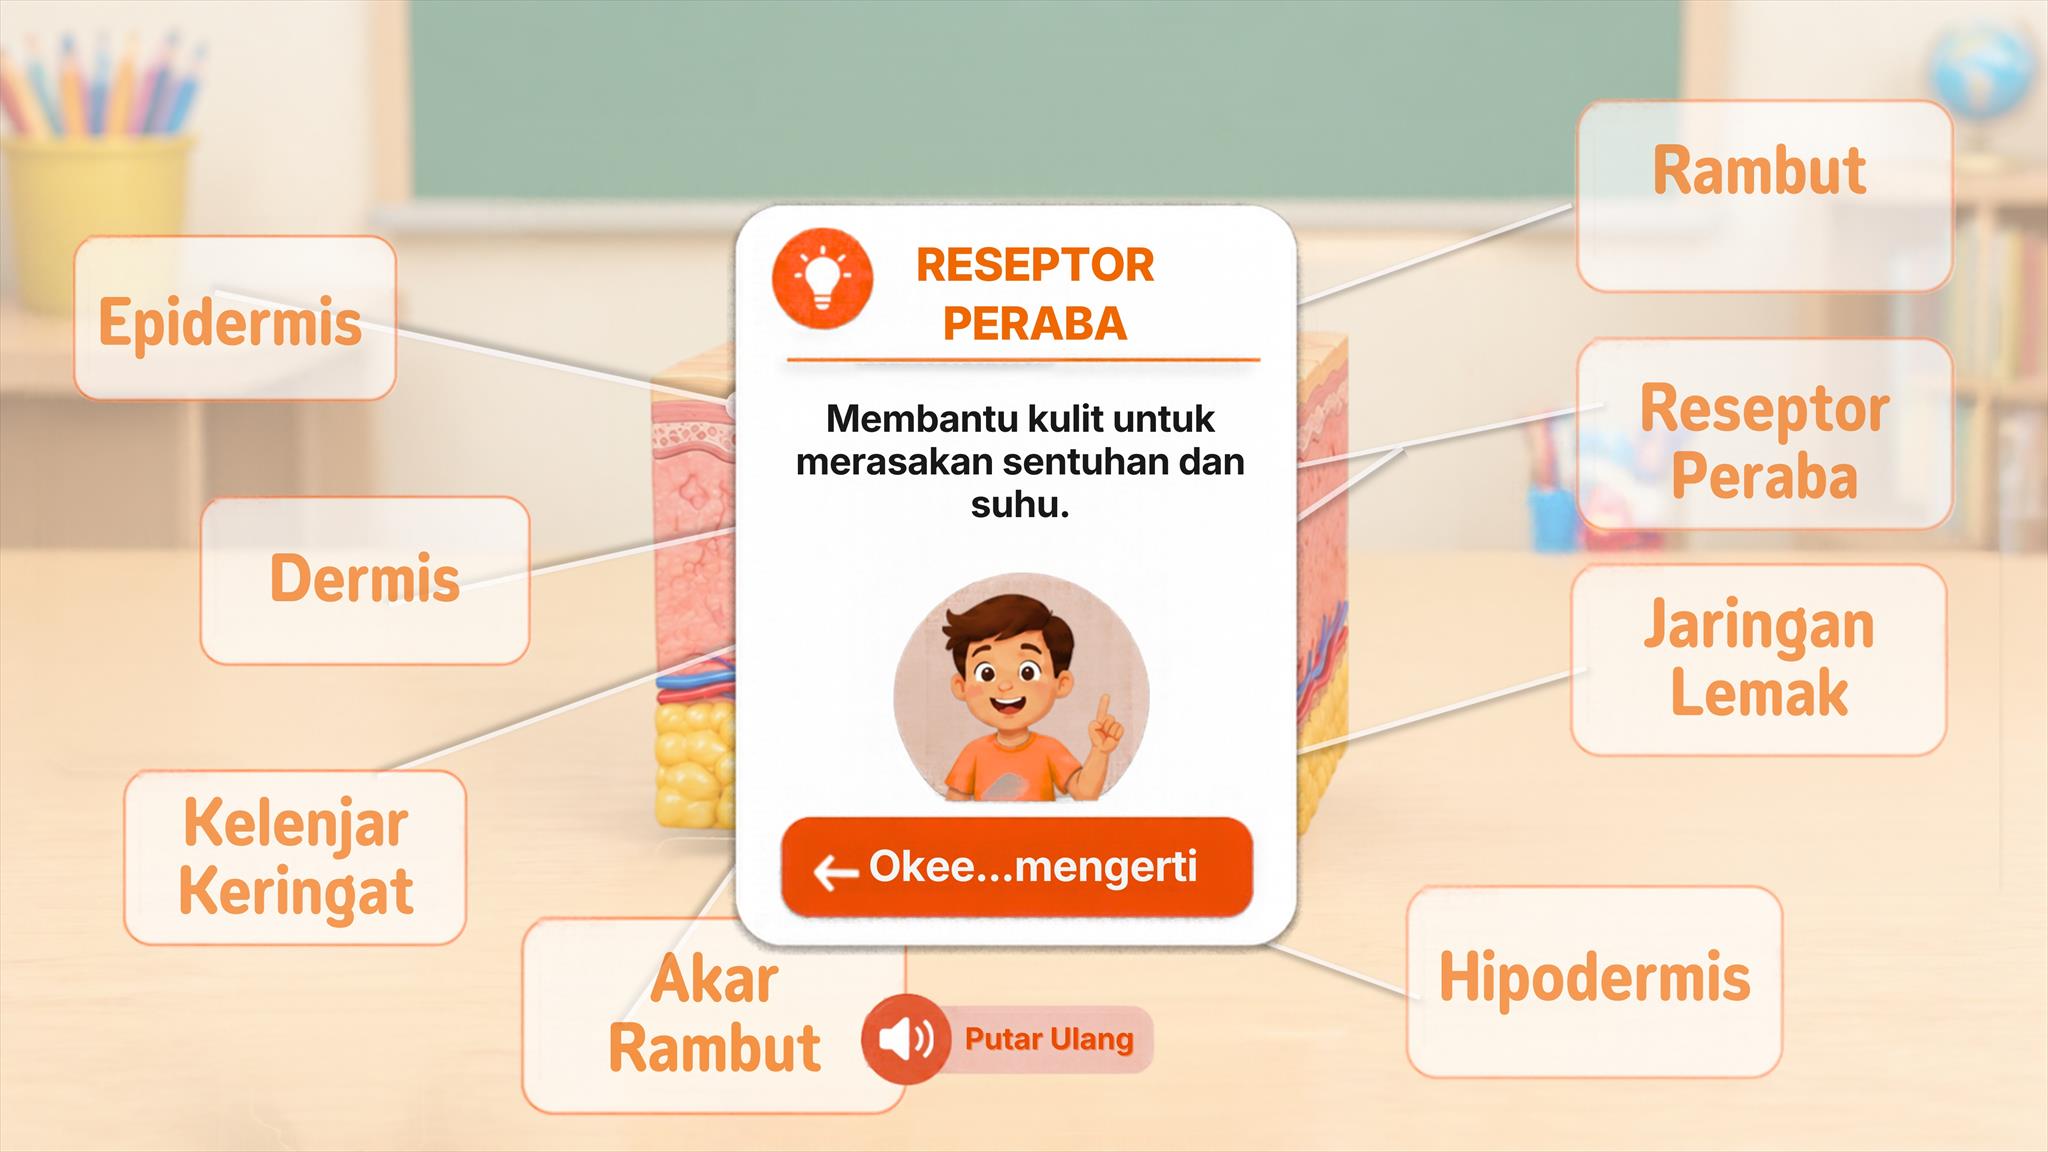 Rambut
RESEPTOR
PERABA
Epidermis
Reseptor
Peraba
Membantu kulit untuk
merasakan sentuhan dan
suhu.
Dermis
Jaringan
Lemak
Kelenjar
Keringat
Okee...mengerti
Akar
Rambut
Putar Ulang
Hipodermis